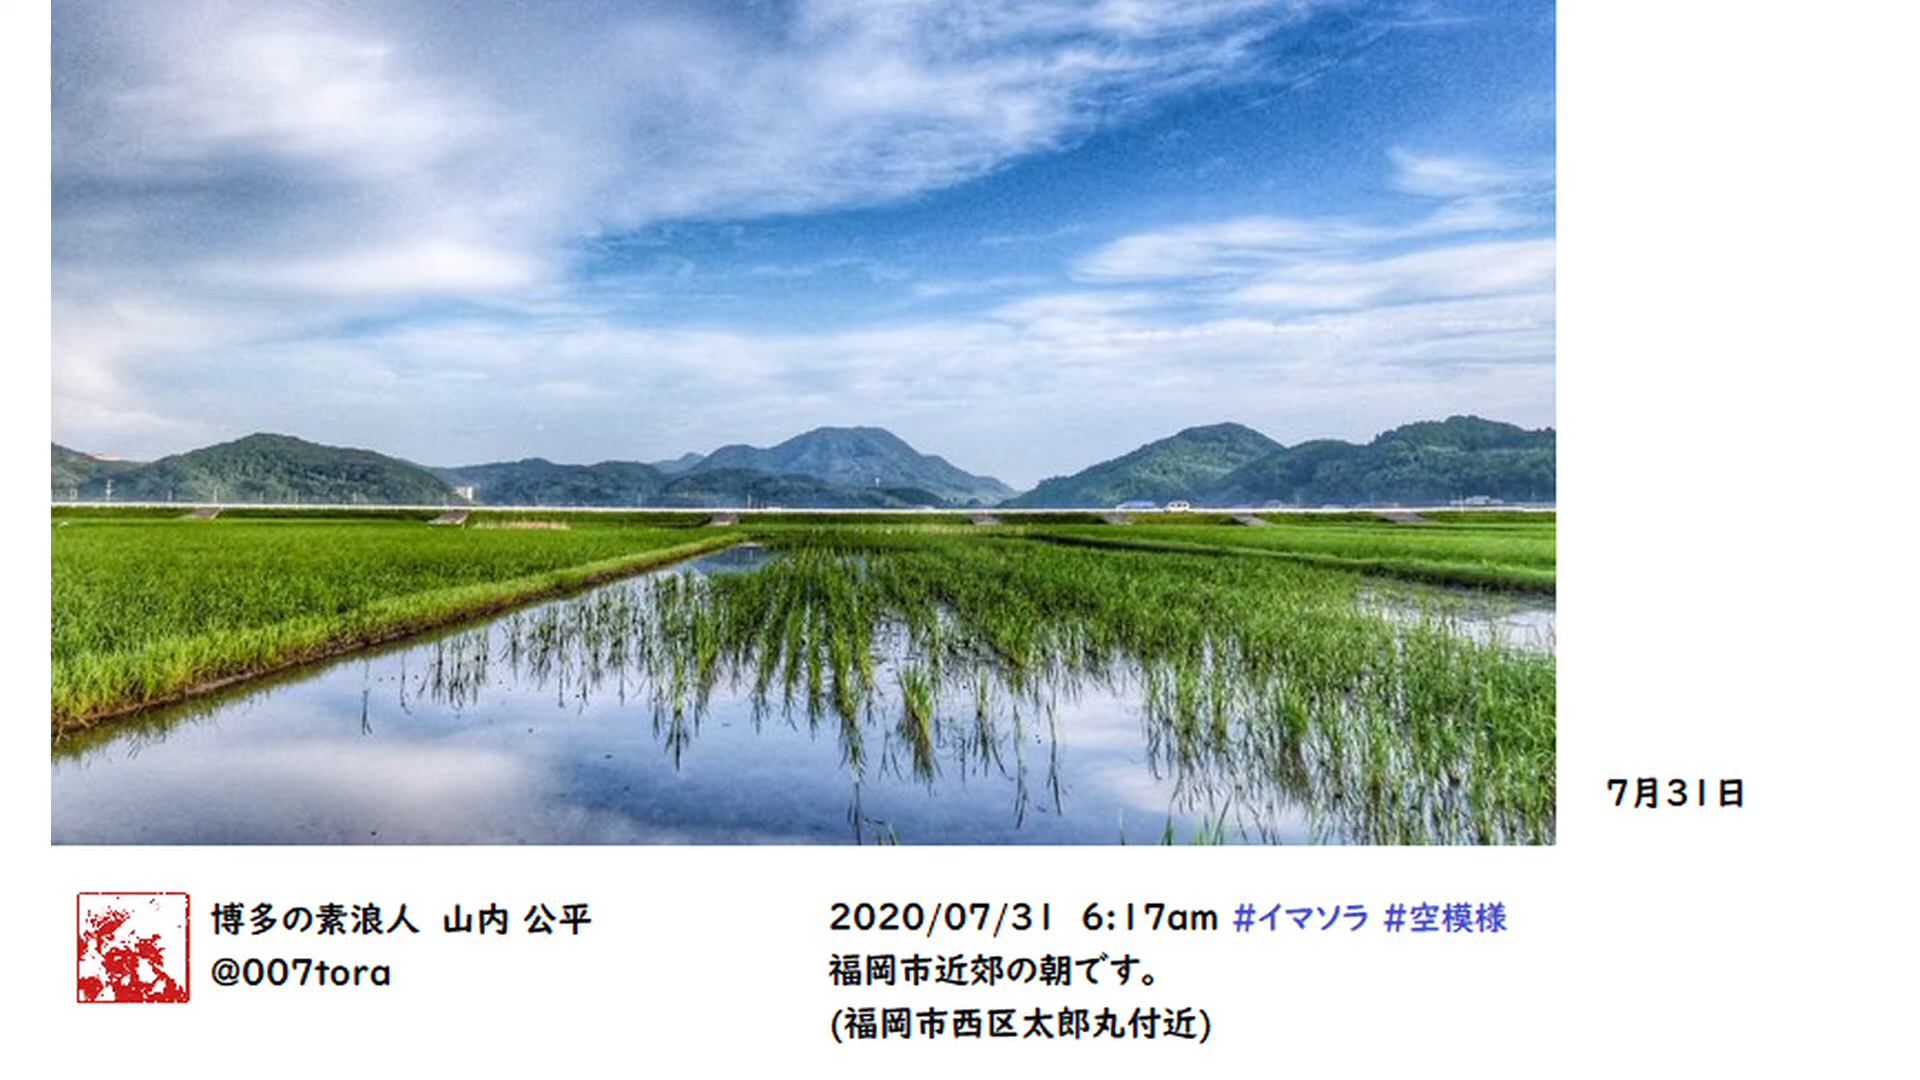 7月31日
博多の素浪人 山内 公平
@007tora
2020/07/31 6:17am #イマソラ #空模様
福岡市近郊の朝です。
(福岡市西区太郎丸付近)